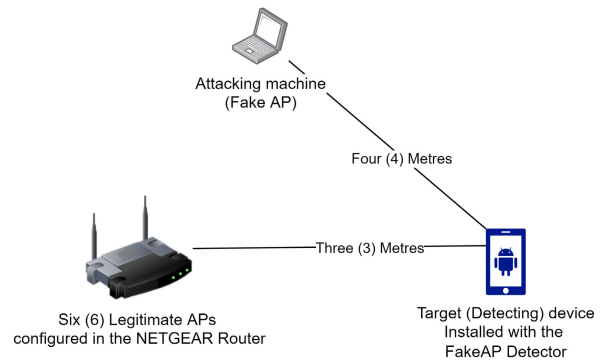 Attacking machine
(Fake AP)
Four (4) Metres
Three (3) Metres
Six (6) Legitimate APs
configured in the NETGEAR Router
Target (Detecting) device
Installed with the
FakeAP Detector